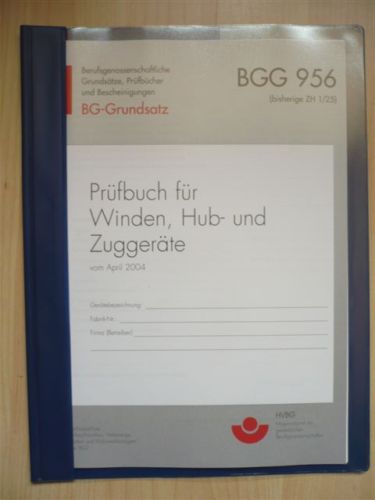 Berufsgenossenschaftliche
Grundsätze, Prüfbücher
und Bescheinigungen
BG-Grundsatz
BGG 956
(bisherige ZH 1/25)
Prüfbuch für
Winden, Hub- und
Zuggeräte
vom April 2004
Gerätebezeichnung:
Fabrik-Nr.:
Firma (Betreiber)
HVBG